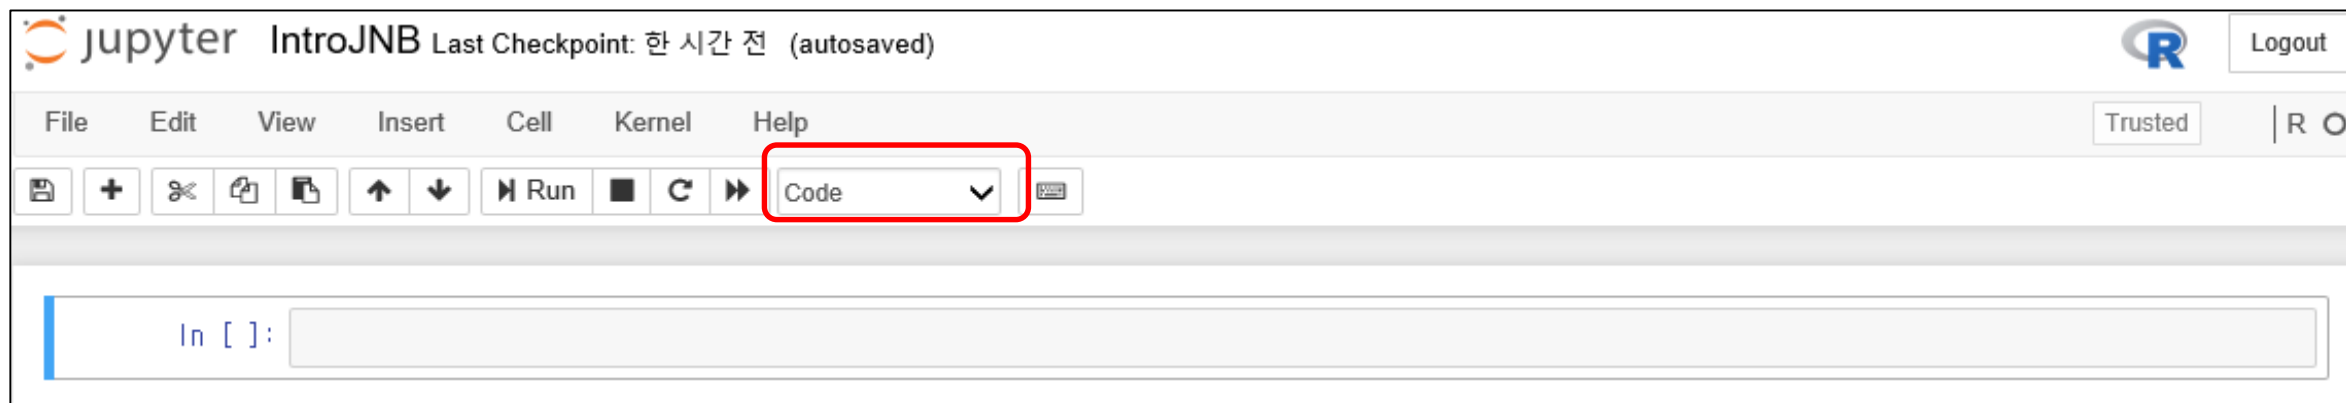 jupyter IntroJNB Last Checkpoint: 한 시간 전 (autosaved) R Logout
File Edit View Insert Cell Kernel Help Trusted R
Run Code
In [ ]: